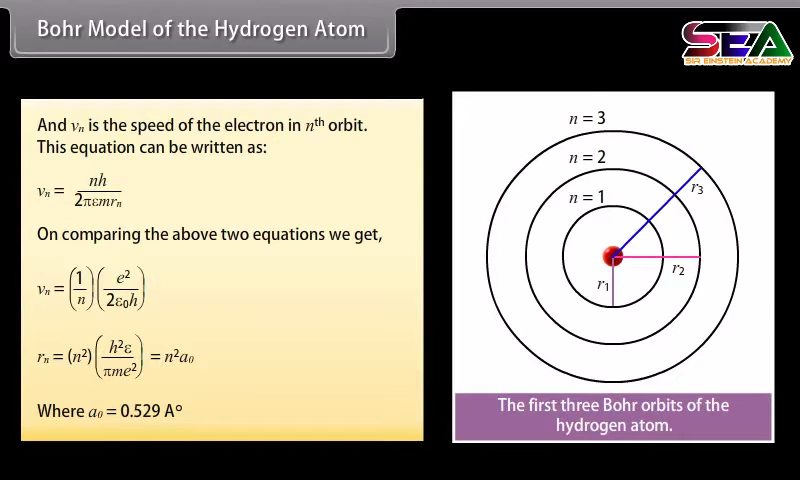 Bohr Model of the Hydrogen Atom
SEA
SIR EINSTEIN ACADEMY
And vₙ is the speed of the electron in nᵗʰ orbit.
This equation can be written as:
vₙ = nh / 2πεmrₙ
On comparing the above two equations we get,
vₙ = (1/n) (e²/2ε₀h)
rₙ = (n²) (h²ε/πme²) = n²a₀
Where a₀ = 0.529 A°
n = 3
n = 2
n = 1
r₃
r₂
r₁
The first three Bohr orbits of the
hydrogen atom.